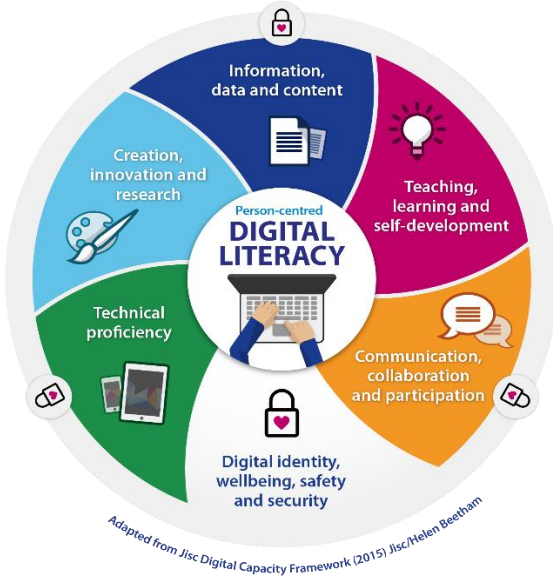 Information,
data and content
Teaching,
learning and
self-development
Communication,
collaboration
and participation
Digital identity,
wellbeing, safety
and security
Technical
proficiency
Creation,
innovation and
research
Person-centred
DIGITAL
LITERACY
Adapted from Jisc Digital Capacity Framework (2015) Jisc/Helen Beetham